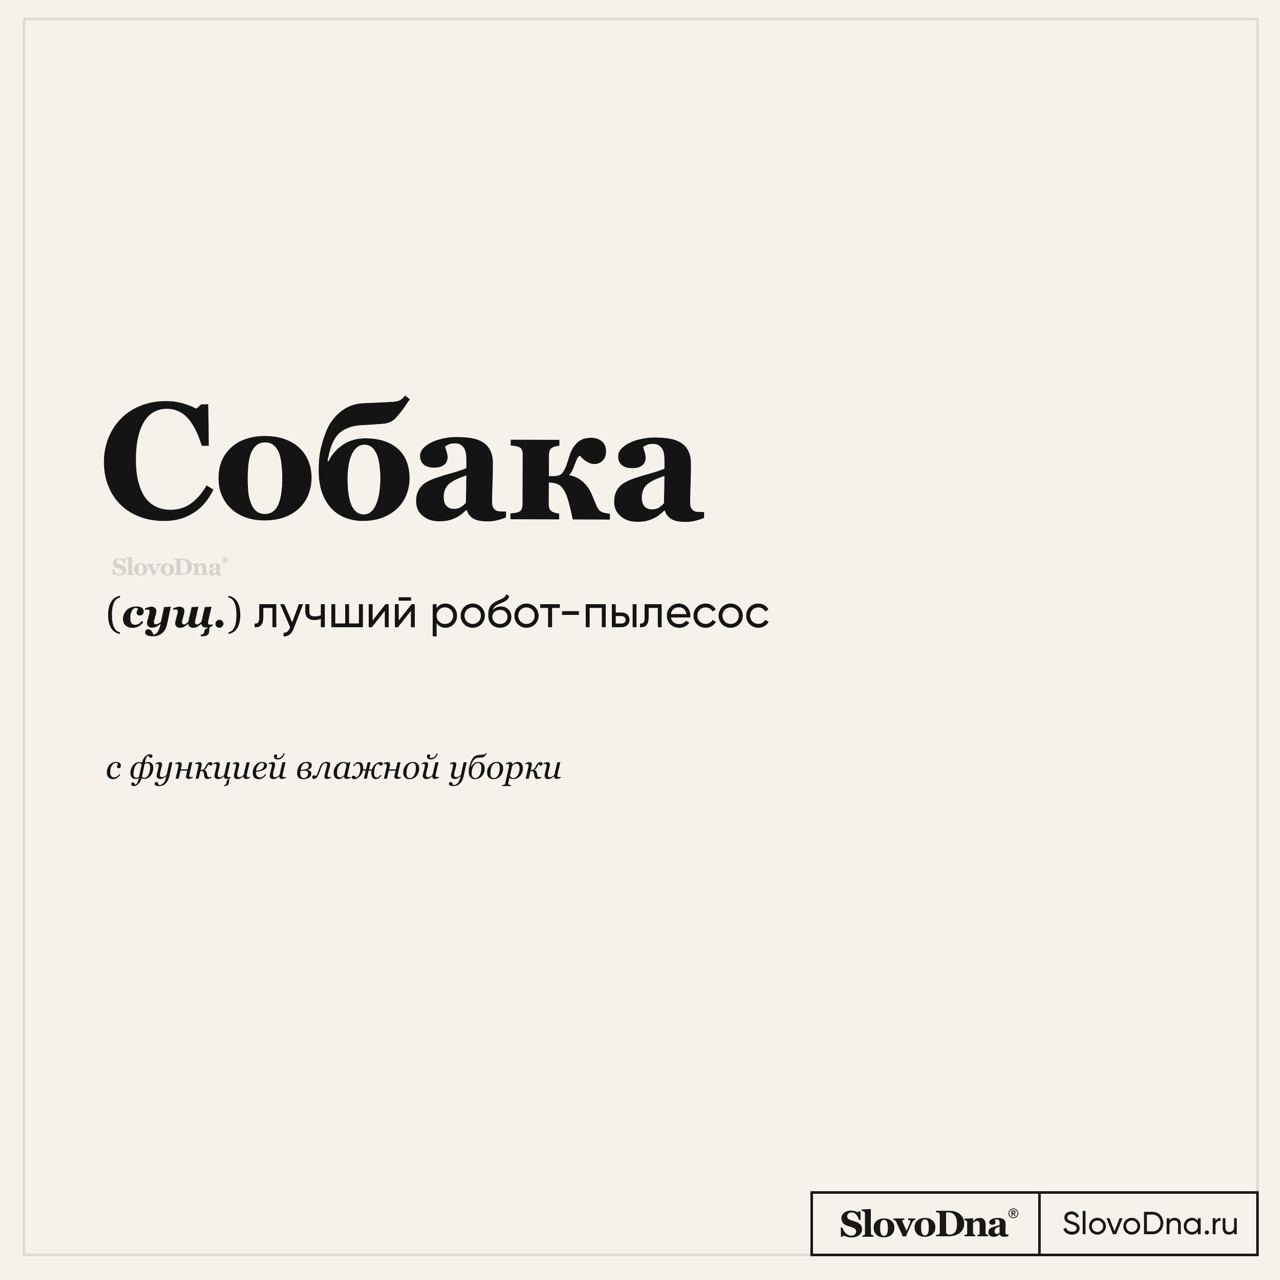 Собака
SlovoDna®
(сущ.) лучший робот-пылесос
с функцией влажной уборки
SlovoDna® SlovoDna.ru